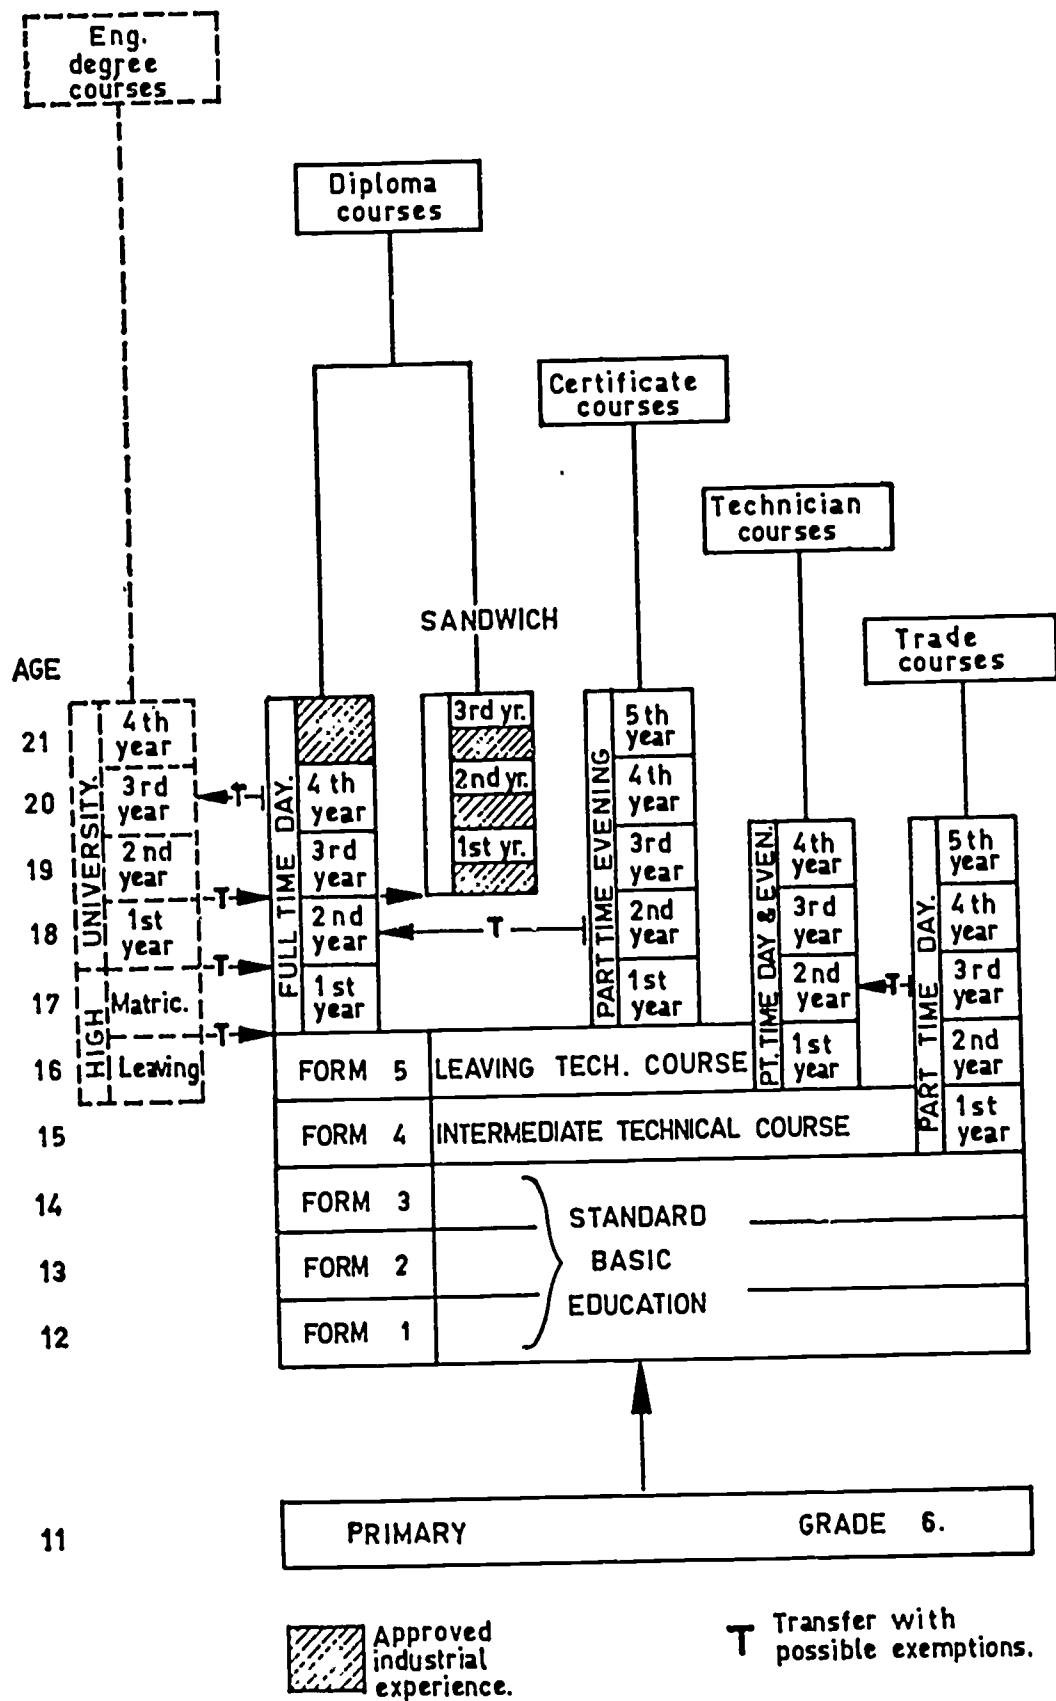 Eng.
degree
courses
Diploma
courses
Certificate
courses
Technician
courses
Trade
courses
SANDWICH
AGE
21
20
19
18
17
16
15
14
13
12
11
UNIVERSITY.
HIGH
4th
year
3rd
year
2nd
year
1st
year
Matric.
Leaving
T
T
T
T
FULL TIME DAY.
4th
year
3rd
year
2nd
year
1st
year
3rd yr.
2nd yr.
1st yr.
T
PART TIME EVENING
5th
year
4th
year
3rd
year
2nd
year
1st
year
PT. TIME DAY & EVEN.
4th
year
3rd
year
2nd
year
1st
year
T
PART TIME DAY.
5th
year
4th
year
3rd
year
2nd
year
1st
year
FORM 5 LEAVING TECH. COURSE
FORM 4 INTERMEDIATE TECHNICAL COURSE
FORM 3
FORM 2
FORM 1
STANDARD
BASIC
EDUCATION
PRIMARY GRADE 6.
Approved
industrial
experience.
T Transfer with
possible exemptions.